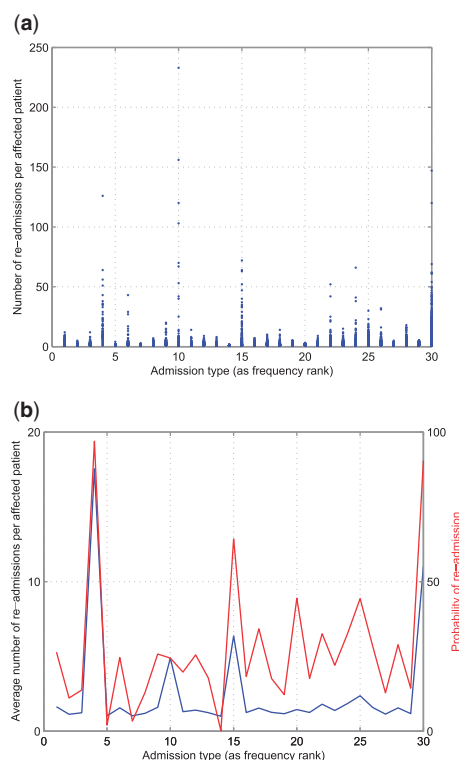 (a)
Number of re-admissions per affected patient
250
200
150
100
50
0
0 5 10 15 20 25 30
Admission type (as frequency rank)
(b)
Average number of re-admissions per affected patient
20
10
0
100
50
0
Probability of re-admission
0 5 10 15 20 25 30
Admission type (as frequency rank)